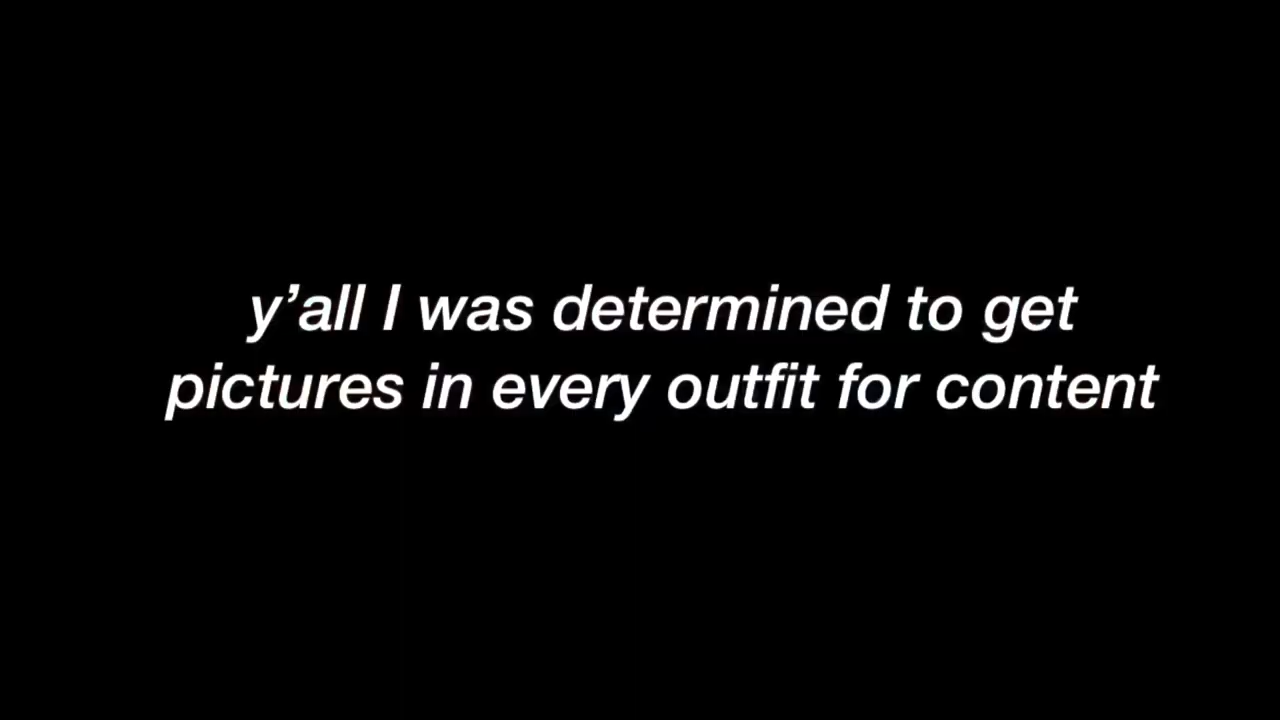 y’all I was determined to get
pictures in every outfit for content